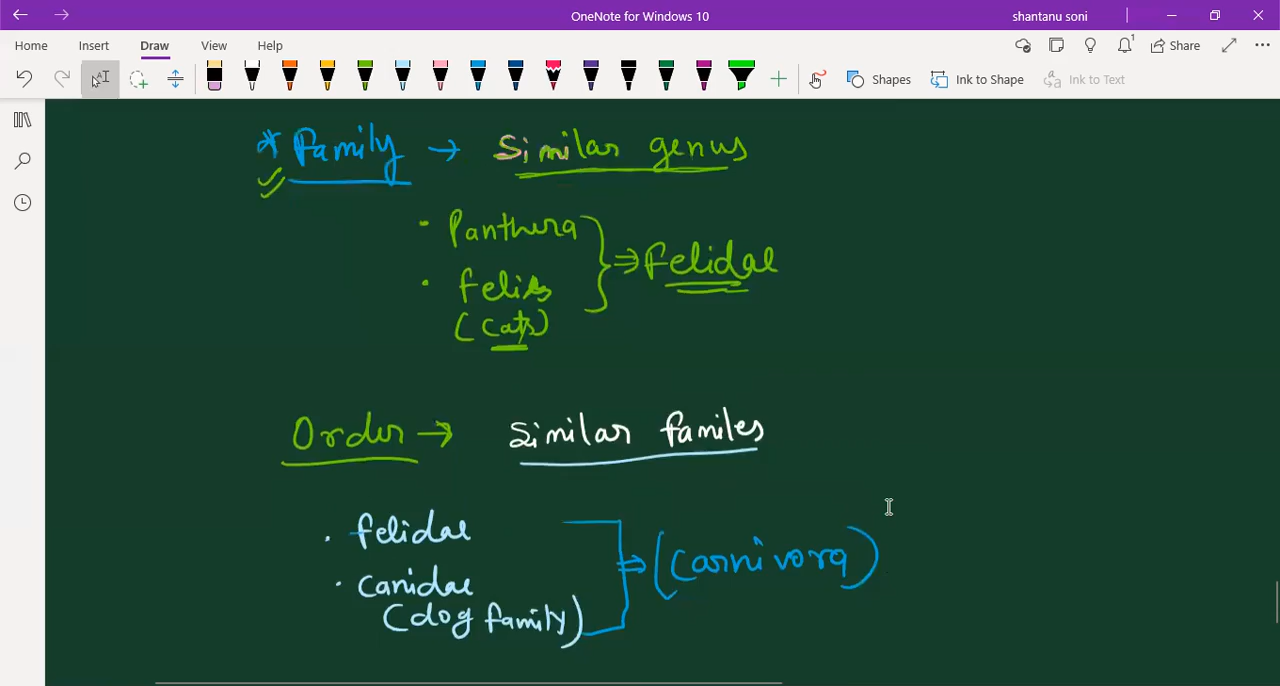 OneNote for Windows 10
shantanu soni
Home Insert Draw View Help
1
Share
Shapes
Ink to Shape
Ink to Text
* Family → Similar genus
• Panthera
• Felis
(Cats)
⇒ Felidae
Order → Similar familes
• felidae
• canidae
(dog family)
⇒ (Carnivora)